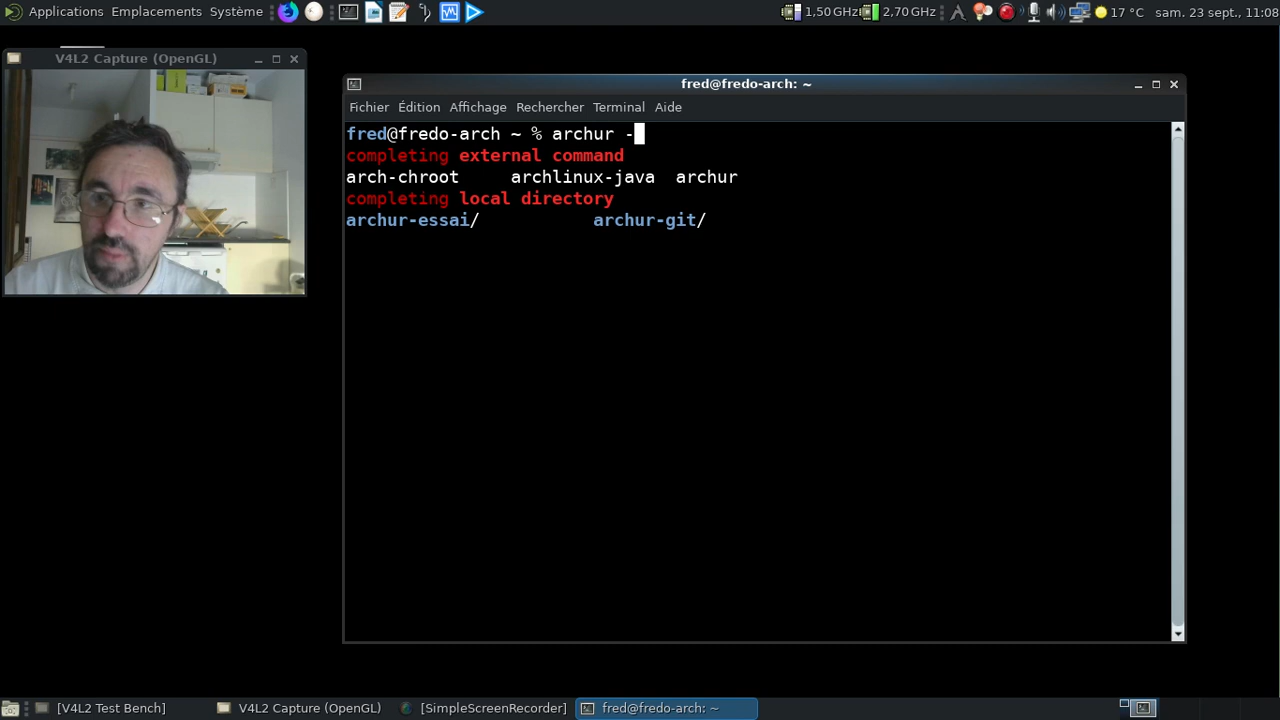 Applications Emplacements Système
1,50 GHz 2,70 GHz 17 °C sam. 23 sept., 11:08
V4L2 Capture (OpenGL)
fred@fredo-arch: ~
Fichier Édition Affichage Rechercher Terminal Aide
fred@fredo-arch ~ % archur -
completing external command
arch-chroot archlinux-java archur
completing local directory
archur-essai/ archur-git/
[V4L2 Test Bench] V4L2 Capture (OpenGL) [SimpleScreenRecorder] fred@fredo-arch: ~